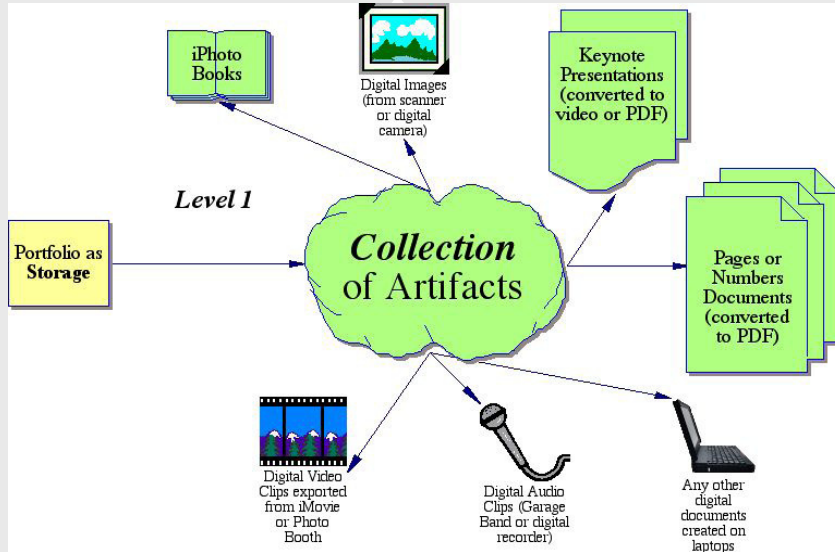 iPhoto
Books
Digital Images
(from scanner
or digital
camera)
Keynote
Presentations
(converted to
video or PDF)
Level 1
Portfolio as
Storage
Collection
of Artifacts
Pages or
Numbers
Documents
(converted
to PDF)
Digital Video
Clips exported
from iMovie
or Photo
Booth
Digital Audio
Clips (Garage
Band or digital
recorder)
Any other
digital
documents
created on
laptops